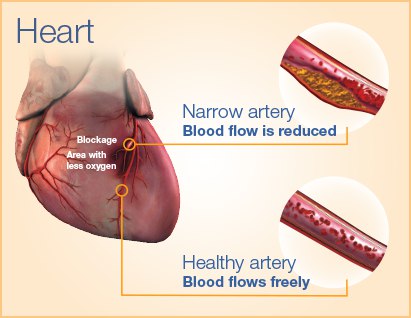 Heart
Narrow artery
Blood flow is reduced
Blockage
Area with
less oxygen
Healthy artery
Blood flows freely